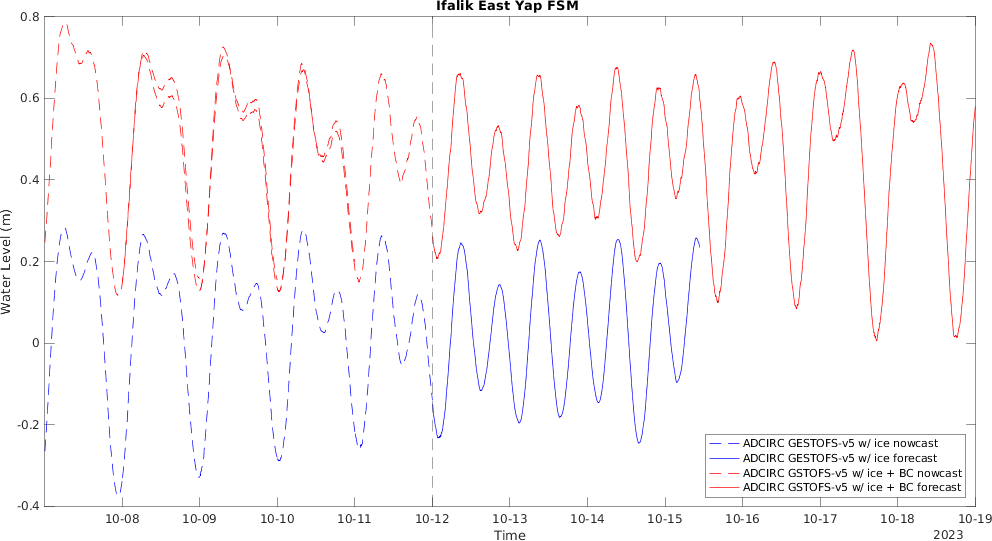 Ifalik East Yap FSM
0.8
0.6
0.4
0.2
0
-0.2
-0.4
Water Level (m)
ADCIRC GESTOFS-v5 w/ ice nowcast
ADCIRC GESTOFS-v5 w/ ice forecast
ADCIRC GSTOFS-v5 w/ ice + BC nowcast
ADCIRC GSTOFS-v5 w/ ice + BC forecast
10-08 10-09 10-10 10-11 10-12 10-13 10-14 10-15 10-16 10-17 10-18 10-19
Time
2023